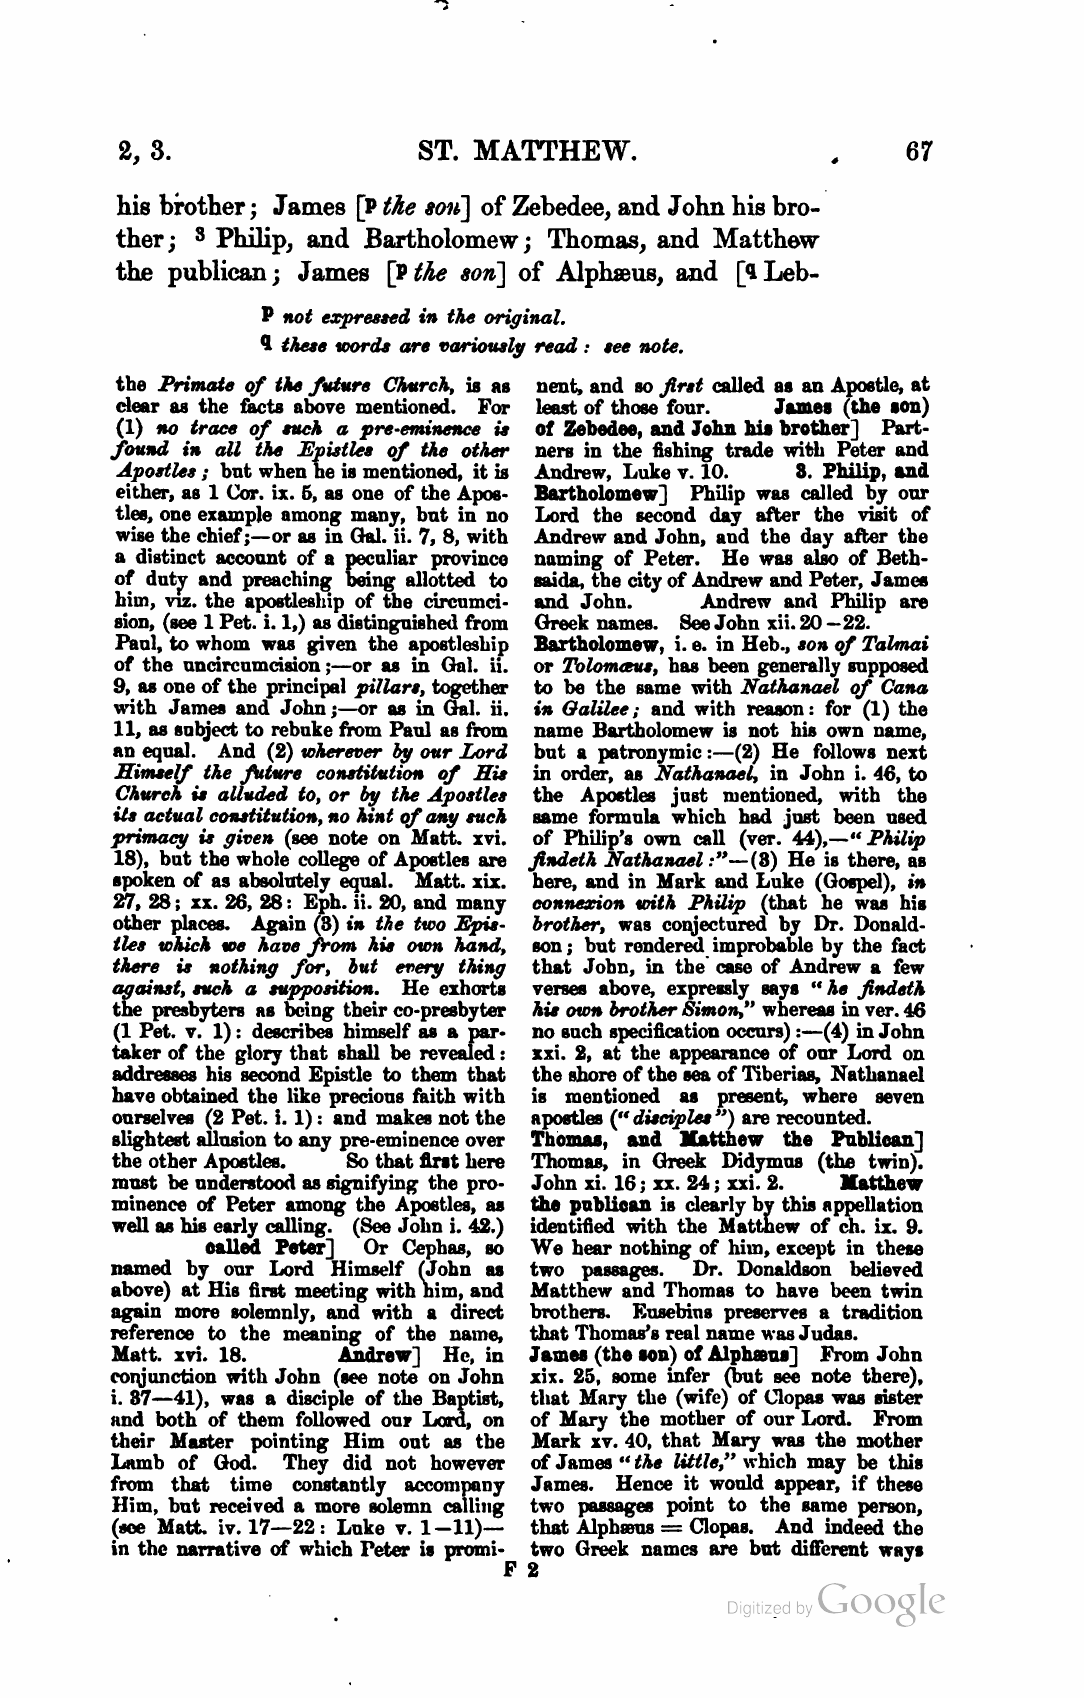 2, 3. ST. MATTHEW. 67
his brother; James [p the son] of Zebedee, and John his bro-
ther; 3 Philip, and Bartholomew; Thomas, and Matthew
the publican; James [p the son] of Alphæus, and [q Leb-
p not expressed in the original.
q these words are variously read : see note.
the Primate of the future Church, is as
clear as the facts above mentioned. For
(1) no trace of such a pre-eminence is
found in all the Epistles of the other
Apostles; but when he is mentioned, it is
either, as 1 Cor. ix. 5, as one of the Apos-
tles, one example among many, but in no
wise the chief;—or as in Gal. ii. 7, 8, with
a distinct account of a peculiar province
of duty and preaching being allotted to
him, viz. the apostleship of the circumci-
sion, (see 1 Pet. i. 1,) as distinguished from
Paul, to whom was given the apostleship
of the uncircumcision;—or as in Gal. ii.
9, as one of the principal pillars, together
with James and John;—or as in Gal. ii.
11, as subject to rebuke from Paul as from
an equal. And (2) wherever by our Lord
Himself the future constitution of His
Church is alluded to, or by the Apostles
its actual constitution, no hint of any such
primacy is given (see note on Matt. xvi.
18), but the whole college of Apostles are
spoken of as absolutely equal. Matt. xix.
27, 28; xx. 26, 28: Eph. ii. 20, and many
other places. Again (3) in the two Epis-
tles which we have from his own hand,
there is nothing for, but every thing
against, such a supposition. He exhorts
the presbyters as being their co-presbyter
(1 Pet. v. 1): describes himself as a par-
taker of the glory that shall be revealed:
addresses his second Epistle to them that
have obtained the like precious faith with
ourselves (2 Pet. i. 1): and makes not the
slightest allusion to any pre-eminence over
the other Apostles. So that first here
must be understood as signifying the pro-
minence of Peter among the Apostles, as
well as his early calling. (See John i. 42.)
called Peter] Or Cephas, so
named by our Lord Himself (John as
above) at His first meeting with him, and
again more solemnly, and with a direct
reference to the meaning of the name,
Matt. xvi. 18. Andrew] He, in
conjunction with John (see note on John
i. 37—41), was a disciple of the Baptist,
and both of them followed our Lord, on
their Master pointing Him out as the
Lamb of God. They did not however
from that time constantly accompany
Him, but received a more solemn calling
(see Matt. iv. 17—22: Luke v. 1—11)—
in the narrative of which Peter is promi-
nent, and so first called as an Apostle, at
least of those four. James (the son)
of Zebedee, and John his brother] Part-
ners in the fishing trade with Peter and
Andrew, Luke v. 10. 3. Philip, and
Bartholomew] Philip was called by our
Lord the second day after the visit of
Andrew and John, and the day after the
naming of Peter. He was also of Beth-
saida, the city of Andrew and Peter, James
and John. Andrew and Philip are
Greek names. See John xii. 20—22.
Bartholomew, i. e. in Heb., son of Talmai
or Tolomæus, has been generally supposed
to be the same with Nathanael of Cana
in Galilee; and with reason: for (1) the
name Bartholomew is not his own name,
but a patronymic:—(2) He follows next
in order, as Nathanael, in John i. 46, to
the Apostles just mentioned, with the
same formula which had just been used
of Philip's own call (ver. 44),—“ Philip
findeth Nathanael :”—(3) He is there, as
here, and in Mark and Luke (Gospel), in
connexion with Philip (that he was his
brother, was conjectured by Dr. Donald-
son; but rendered improbable by the fact
that John, in the case of Andrew a few
verses above, expressly says “ he findeth
his own brother Simon,” whereas in ver. 46
no such specification occurs) :—(4) in John
xxi. 2, at the appearance of our Lord on
the shore of the sea of Tiberias, Nathanael
is mentioned as present, where seven
apostles (“ disciples ”) are recounted.
Thomas, and Matthew the Publican]
Thomas, in Greek Didymus (the twin).
John xi. 16; xx. 24; xxi. 2. Matthew
the publican is clearly by this appellation
identified with the Matthew of ch. ix. 9.
We hear nothing of him, except in these
two passages. Dr. Donaldson believed
Matthew and Thomas to have been twin
brothers. Eusebius preserves a tradition
that Thomas's real name was Judas.
James (the son) of Alphæus] From John
xix. 25, some infer (but see note there),
that Mary the (wife) of Clopas was sister
of Mary the mother of our Lord. From
Mark xv. 40, that Mary was the mother
of James “ the little,” which may be this
James. Hence it would appear, if these
two passages point to the same person,
that Alphæus = Clopas. And indeed the
two Greek names are but different ways
F 2
Digitized by Google